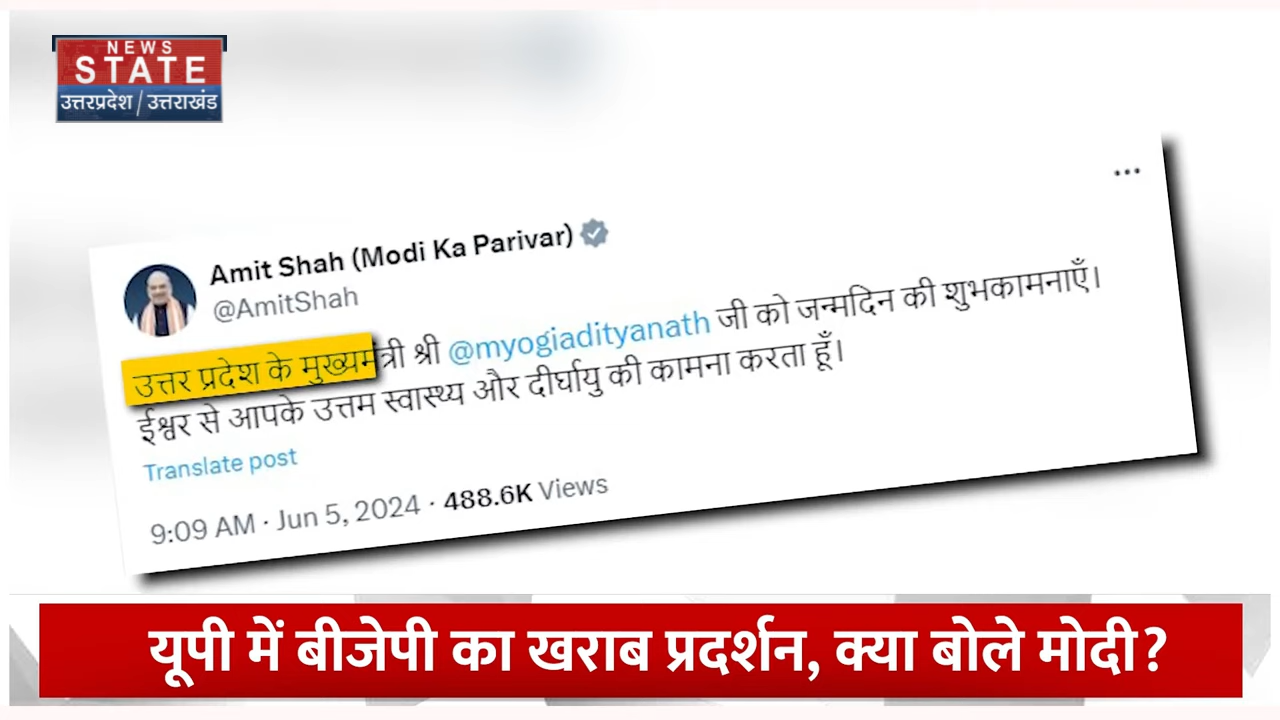 NEWS
STATE
उत्तरप्रदेश / उत्तराखंड
...
Amit Shah (Modi Ka Parivar)
@AmitShah
उत्तर प्रदेश के मुख्यमंत्री श्री @myogiadityanath जी को जन्मदिन की शुभकामनाएँ।
ईश्वर से आपके उत्तम स्वास्थ्य और दीर्घायु की कामना करता हूँ।
Translate post
9:09 AM · Jun 5, 2024 · 488.6K Views
यूपी में बीजेपी का खराब प्रदर्शन, क्या बोले मोदी?